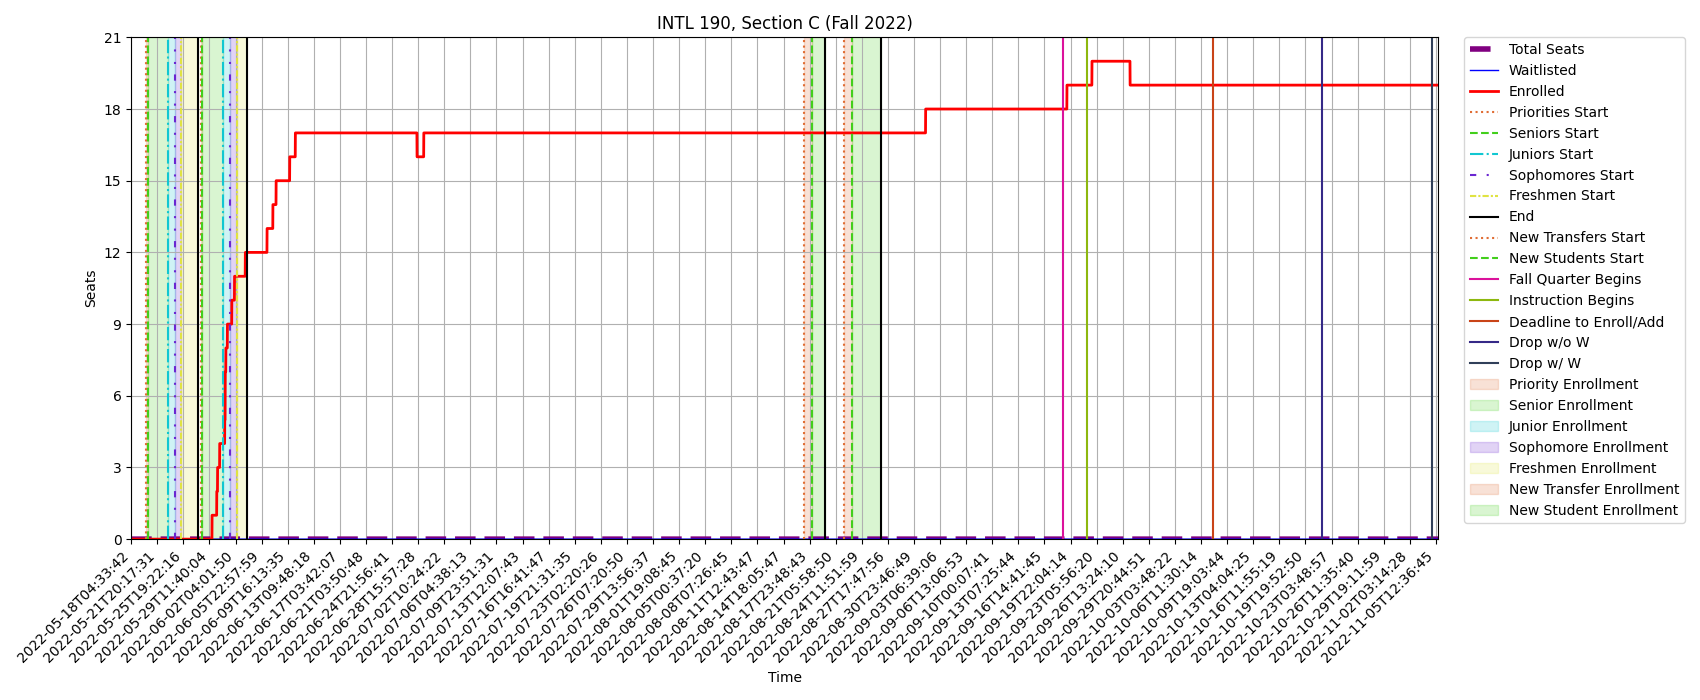 INTL 190, Section C (Fall 2022)
21
18
15
12
9
6
3
0
Seats
2022-05-18T04:33:42
2022-05-21T20:17:31
2022-05-25T19:22:16
2022-05-29T11:40:04
2022-06-02T04:01:50
2022-06-05T22:57:59
2022-06-09T16:13:35
2022-06-13T09:48:18
2022-06-17T03:42:07
2022-06-21T03:50:48
2022-06-24T21:56:41
2022-06-28T15:57:28
2022-07-02T10:24:22
2022-07-06T04:38:13
2022-07-09T23:51:31
2022-07-13T12:07:43
2022-07-16T16:41:47
2022-07-19T21:31:35
2022-07-23T02:20:26
2022-07-26T07:20:50
2022-07-29T13:56:37
2022-08-01T19:08:45
2022-08-05T00:37:20
2022-08-08T07:26:45
2022-08-11T12:43:47
2022-08-14T18:05:47
2022-08-17T23:48:43
2022-08-21T05:58:50
2022-08-24T11:51:59
2022-08-27T17:47:56
2022-08-30T23:46:49
2022-09-03T06:39:06
2022-09-06T13:06:53
2022-09-10T00:07:41
2022-09-13T07:25:44
2022-09-16T14:41:45
2022-09-19T22:04:14
2022-09-23T05:56:20
2022-09-26T13:24:10
2022-09-29T20:44:51
2022-10-03T03:48:22
2022-10-06T11:30:14
2022-10-09T19:03:44
2022-10-13T04:04:25
2022-10-16T11:55:19
2022-10-19T19:52:50
2022-10-23T03:48:57
2022-10-26T11:35:40
2022-10-29T19:11:59
2022-11-02T03:14:28
2022-11-05T12:36:45
Time
Total Seats
Waitlisted
Enrolled
Priorities Start
Seniors Start
Juniors Start
Sophomores Start
Freshmen Start
End
New Transfers Start
New Students Start
Fall Quarter Begins
Instruction Begins
Deadline to Enroll/Add
Drop w/o W
Drop w/ W
Priority Enrollment
Senior Enrollment
Junior Enrollment
Sophomore Enrollment
Freshmen Enrollment
New Transfer Enrollment
New Student Enrollment